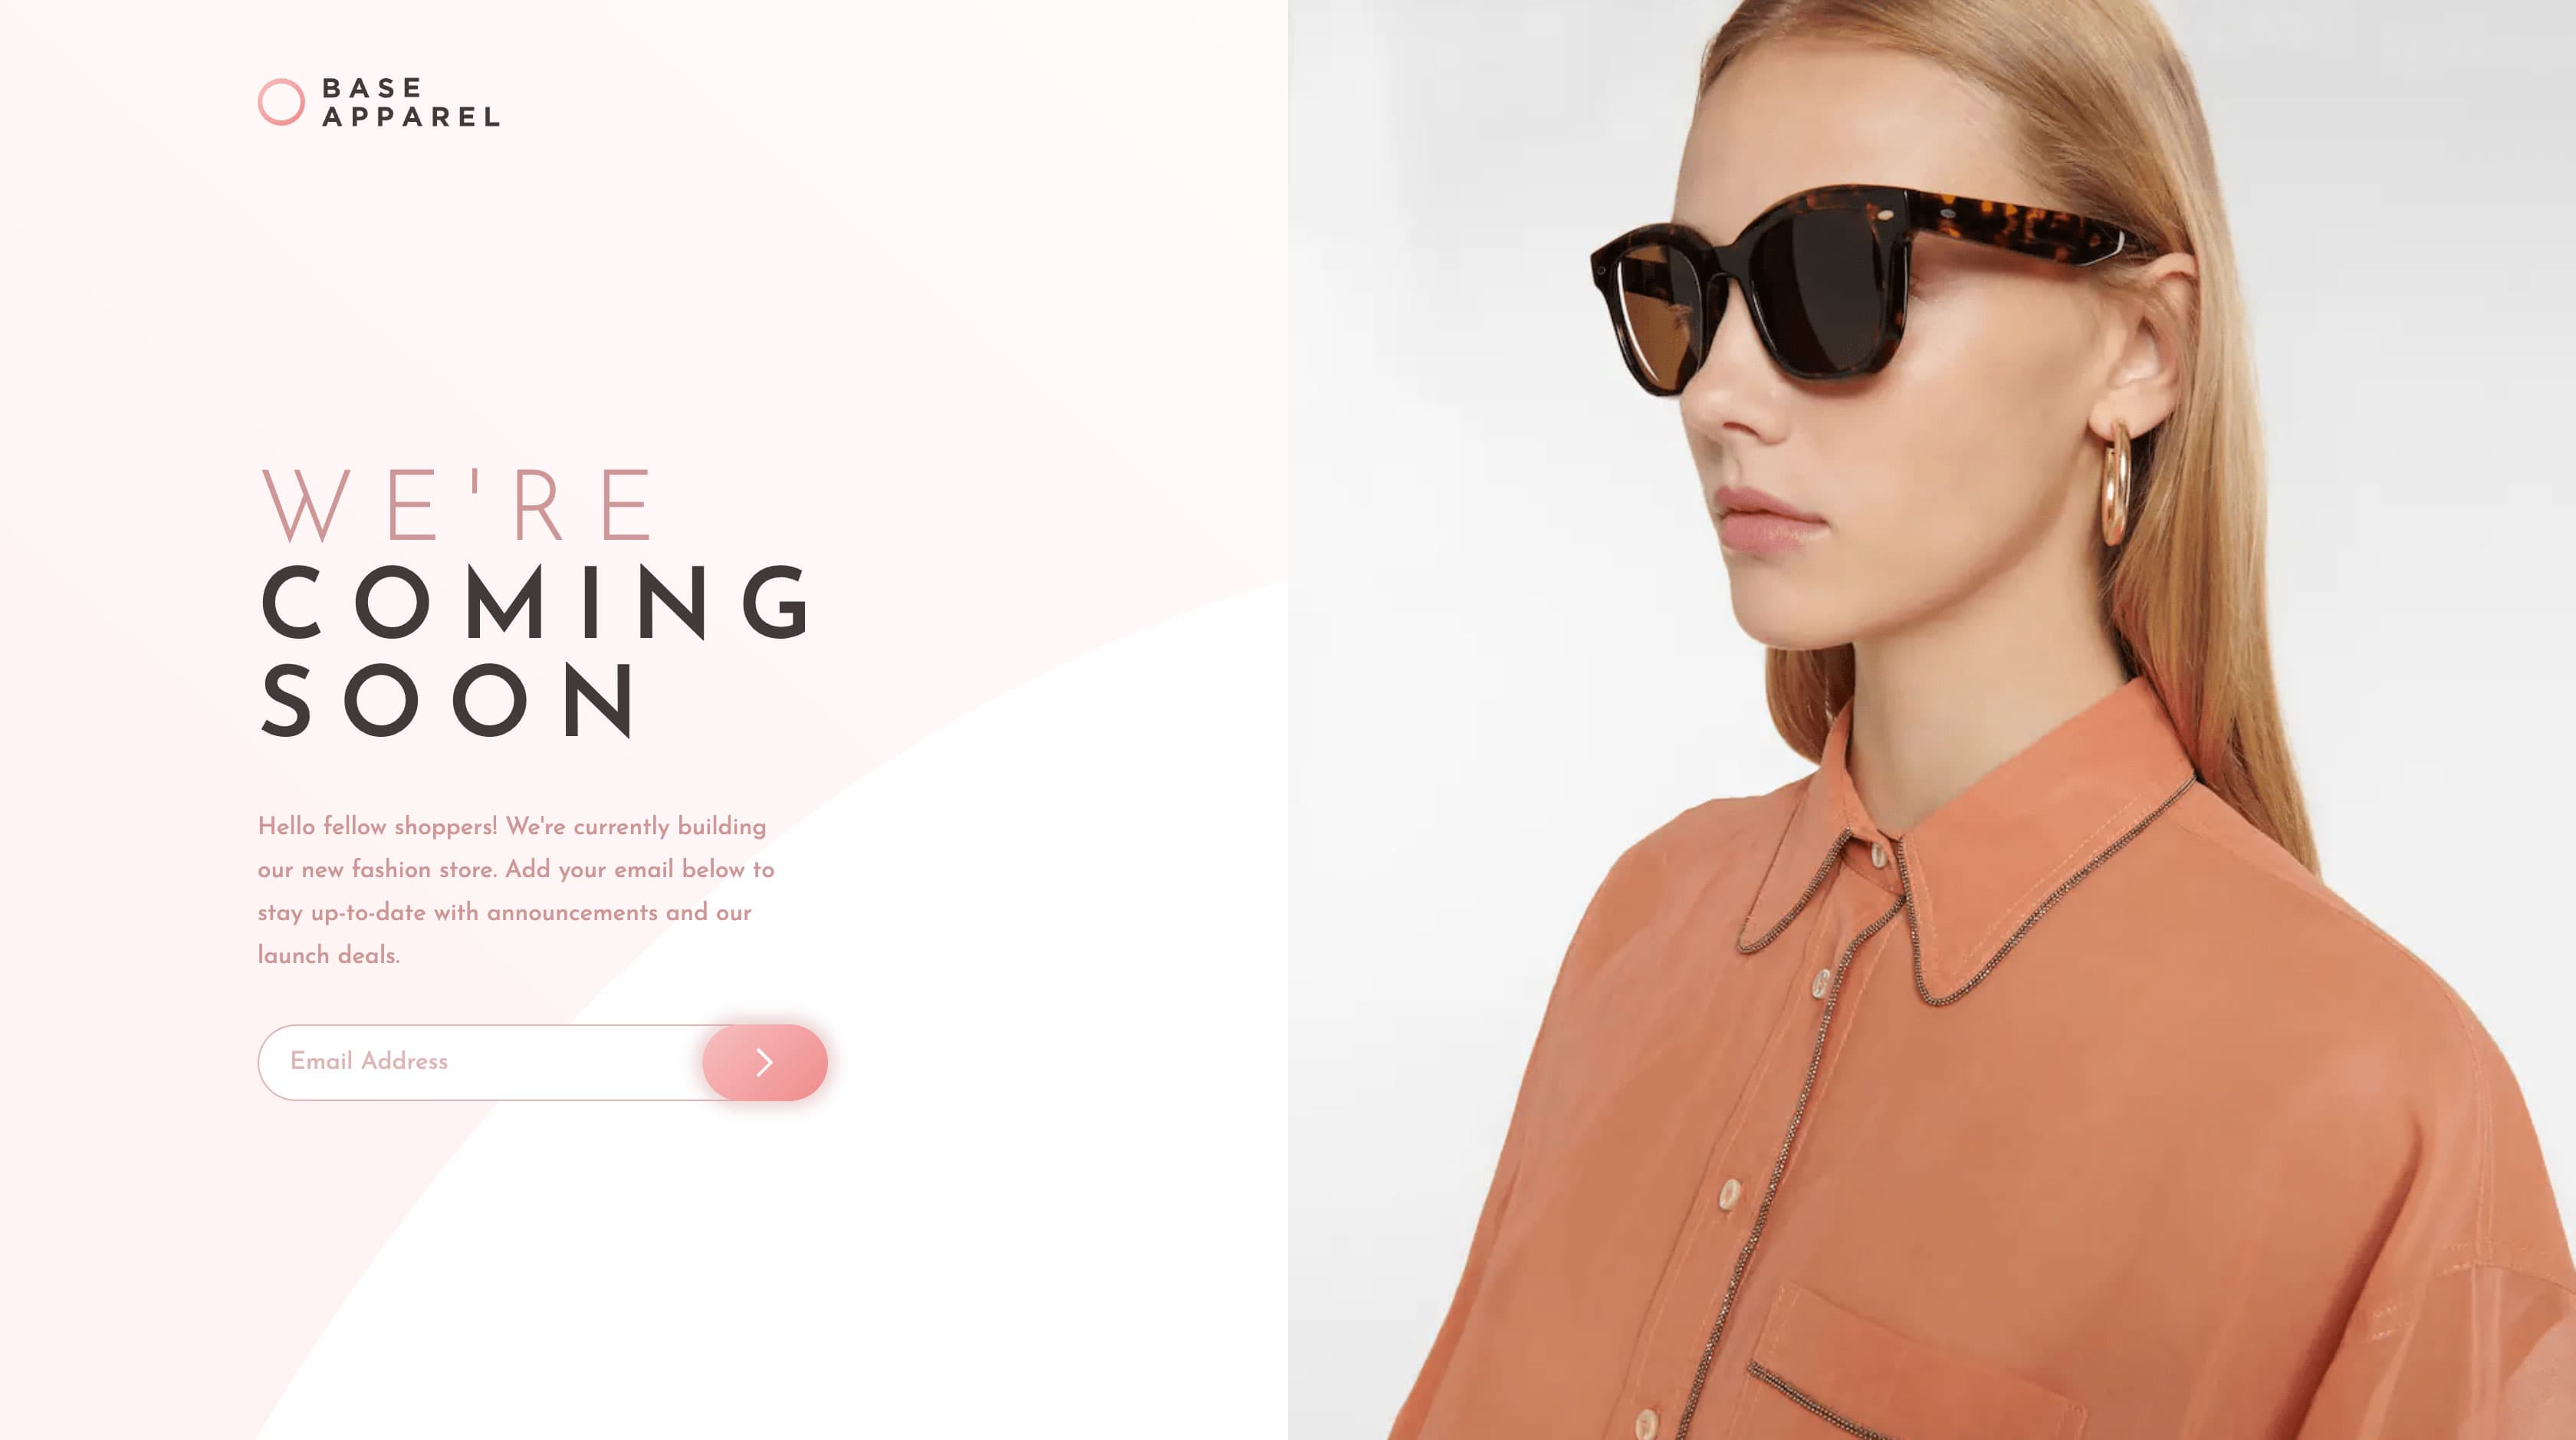 BASE
APPAREL
WE'RE
COMING
SOON
Hello fellow shoppers! We're currently building
our new fashion store. Add your email below to
stay up-to-date with announcements and our
launch deals.
Email Address